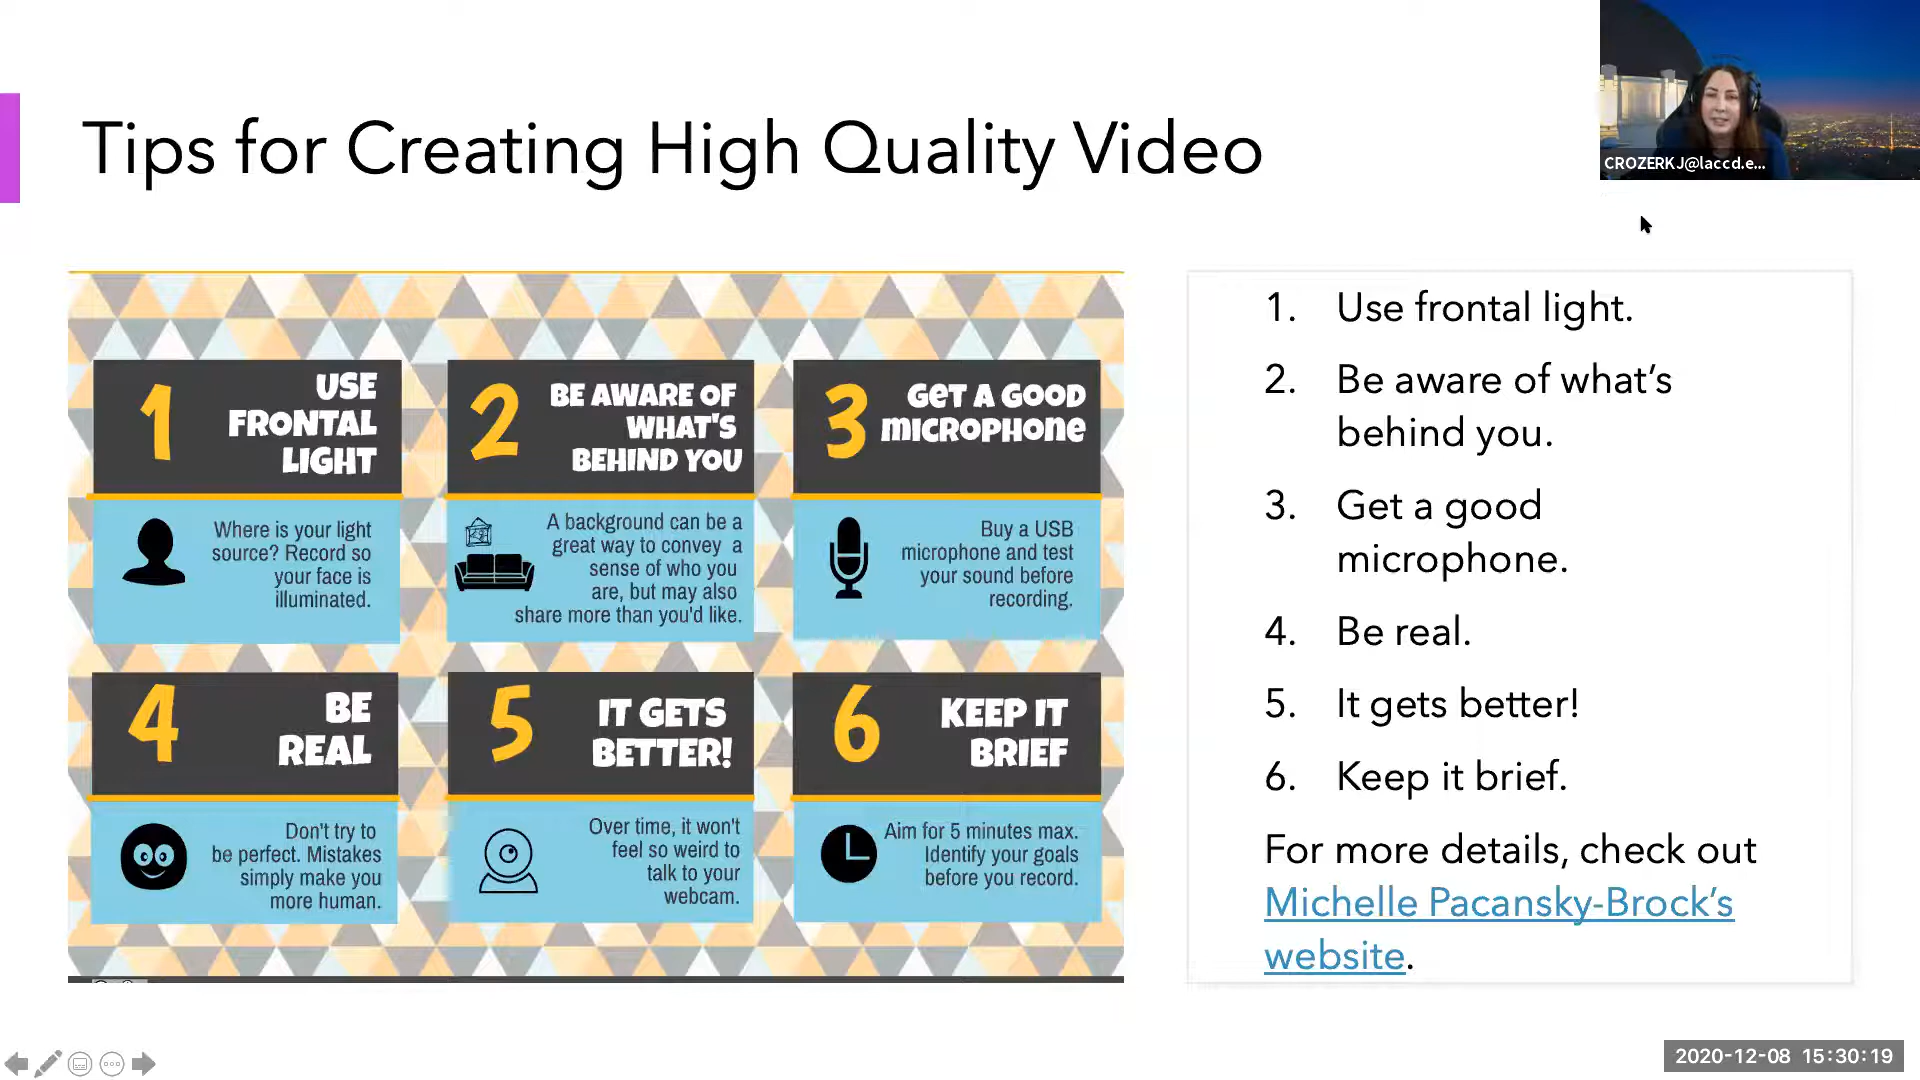 Tips for Creating High Quality Video
CROZERKJ@laccd.e...
1
USE
FRONTAL
LIGHT
Where is your light
source? Record so
your face is
illuminated.
2
BE AWARE OF
WHAT'S
BEHIND YOU
A background can be a
great way to convey a
sense of who you
are, but may also
share more than you'd like.
3
GET A GOOD
MICROPHONE
Buy a USB
microphone and test
your sound before
recording.
4
BE
REAL
Don't try to
be perfect. Mistakes
simply make you
more human.
5
IT GETS
BETTER!
Over time, it won't
feel so weird to
talk to your
webcam.
6
KEEP IT
BRIEF
Aim for 5 minutes max.
Identify your goals
before you record.
1. Use frontal light.
2. Be aware of what’s
behind you.
3. Get a good
microphone.
4. Be real.
5. It gets better!
6. Keep it brief.
For more details, check out
Michelle Pacansky-Brock’s
website.
2020-12-08 15:30:19